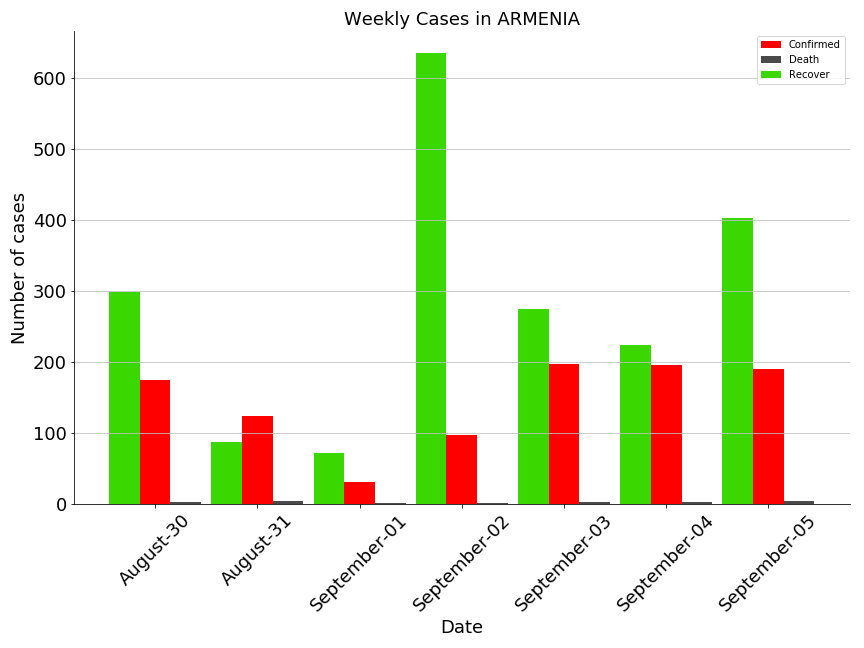 Weekly Cases in ARMENIA
Confirmed
Death
Recover
Number of cases
600
500
400
300
200
100
0
August-30
August-31
September-01
September-02
September-03
September-04
September-05
Date